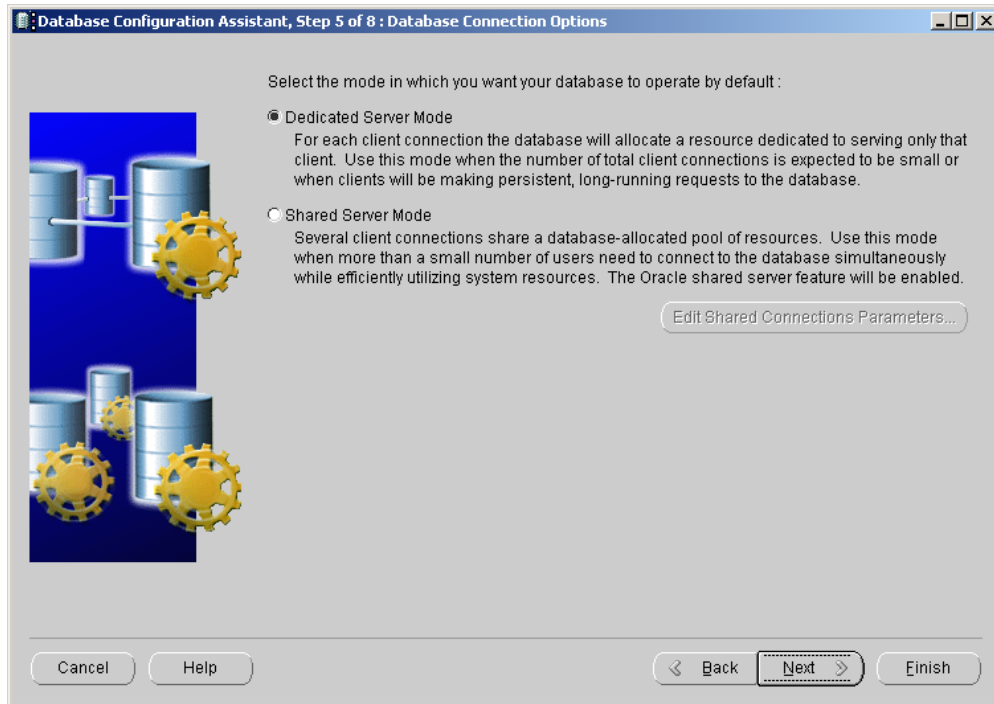 Database Configuration Assistant, Step 5 of 8 : Database Connection Options
Select the mode in which you want your database to operate by default :
Dedicated Server Mode
For each client connection the database will allocate a resource dedicated to serving only that
client. Use this mode when the number of total client connections is expected to be small or
when clients will be making persistent, long-running requests to the database.
Shared Server Mode
Several client connections share a database-allocated pool of resources. Use this mode
when more than a small number of users need to connect to the database simultaneously
while efficiently utilizing system resources. The Oracle shared server feature will be enabled.
Edit Shared Connections Parameters...
Cancel Help Back Next Finish